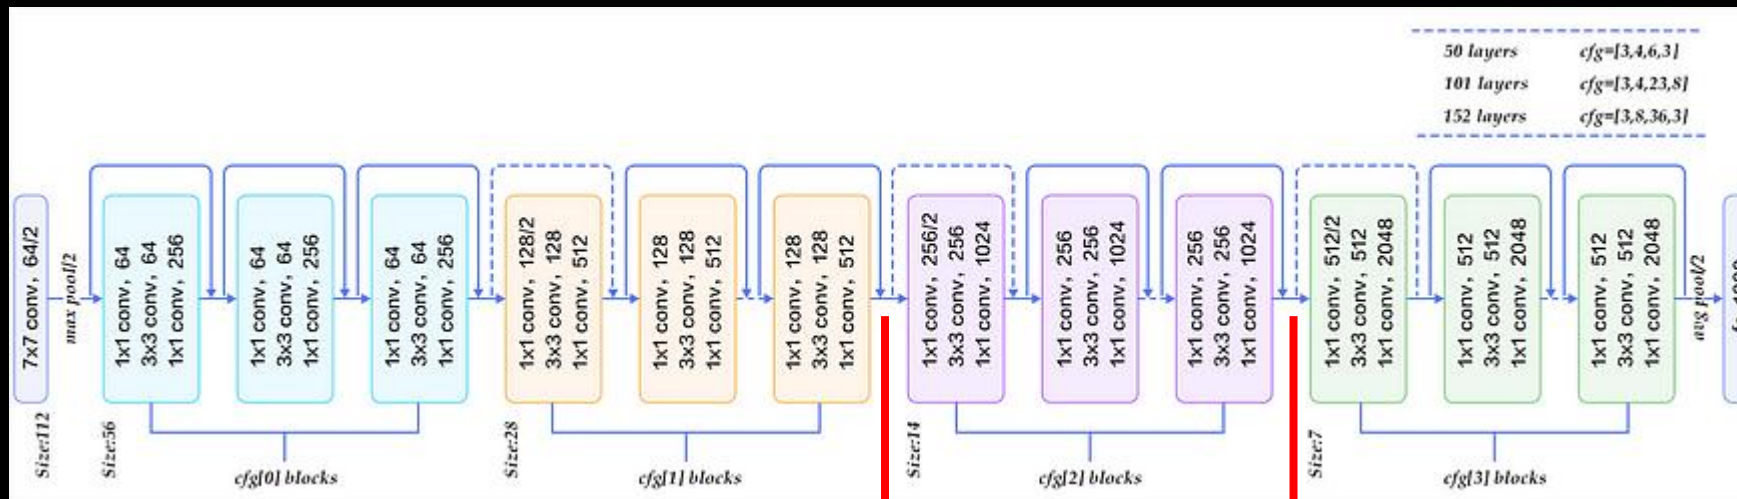 50 layers cfg=[3,4,6,3]
101 layers cfg=[3,4,23,8]
152 layers cfg=[3,8,36,3]
7x7 conv, 64/2
max pool/2
1x1 conv, 64
3x3 conv, 64
1x1 conv, 256
1x1 conv, 64
3x3 conv, 64
1x1 conv, 256
1x1 conv, 64
3x3 conv, 64
1x1 conv, 256
1x1 conv, 128/2
3x3 conv, 128
1x1 conv, 512
1x1 conv, 128
3x3 conv, 128
1x1 conv, 512
1x1 conv, 128
3x3 conv, 128
1x1 conv, 512
1x1 conv, 256/2
3x3 conv, 256
1x1 conv, 1024
1x1 conv, 256
3x3 conv, 256
1x1 conv, 1024
1x1 conv, 256
3x3 conv, 256
1x1 conv, 1024
1x1 conv, 512/2
3x3 conv, 512
1x1 conv, 2048
1x1 conv, 512
3x3 conv, 512
1x1 conv, 2048
1x1 conv, 512
3x3 conv, 512
1x1 conv, 2048
avg pool/2
Size:112
Size:56
Size:28
Size:14
Size:7
cfg[0] blocks
cfg[1] blocks
cfg[2] blocks
cfg[3] blocks